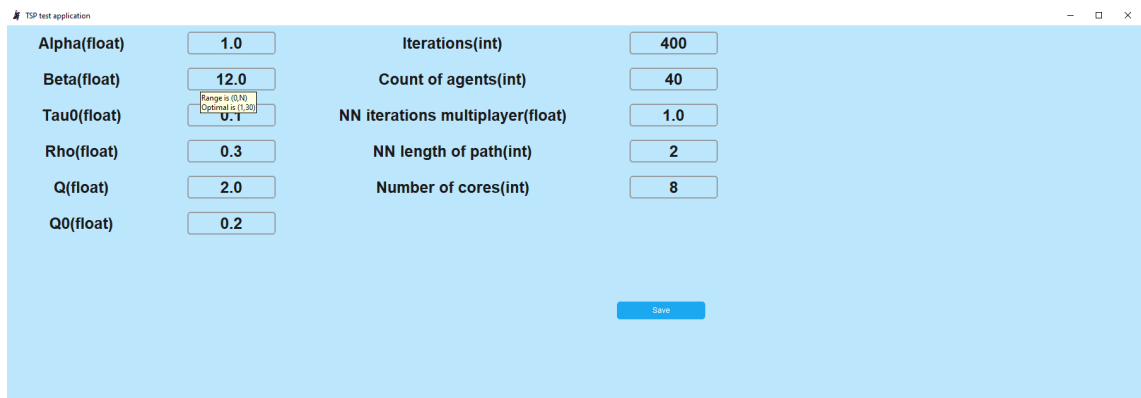 TSP test application
Alpha(float) 1.0 Iterations(int) 400
Beta(float) 12.0 Count of agents(int) 40
Range is (0,N)
Optimal is (1,30)
Tau0(float) 0.1 NN iterations multiplayer(float) 1.0
Rho(float) 0.3 NN length of path(int) 2
Q(float) 2.0 Number of cores(int) 8
Q0(float) 0.2
Save